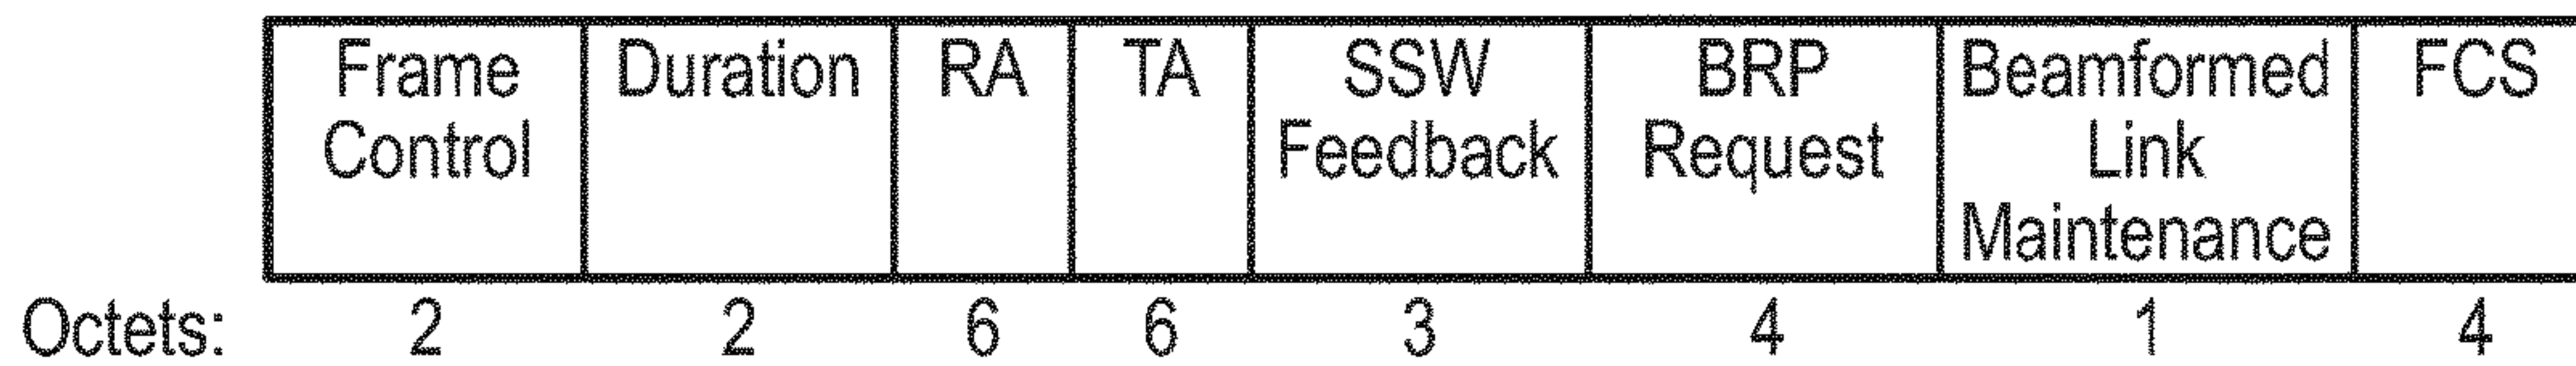 Frame Duration RA TA SSW BRP Beamformed FCS
Control Feedback Request Link
Maintenance
Octets: 2 2 6 6 3 4 1 4